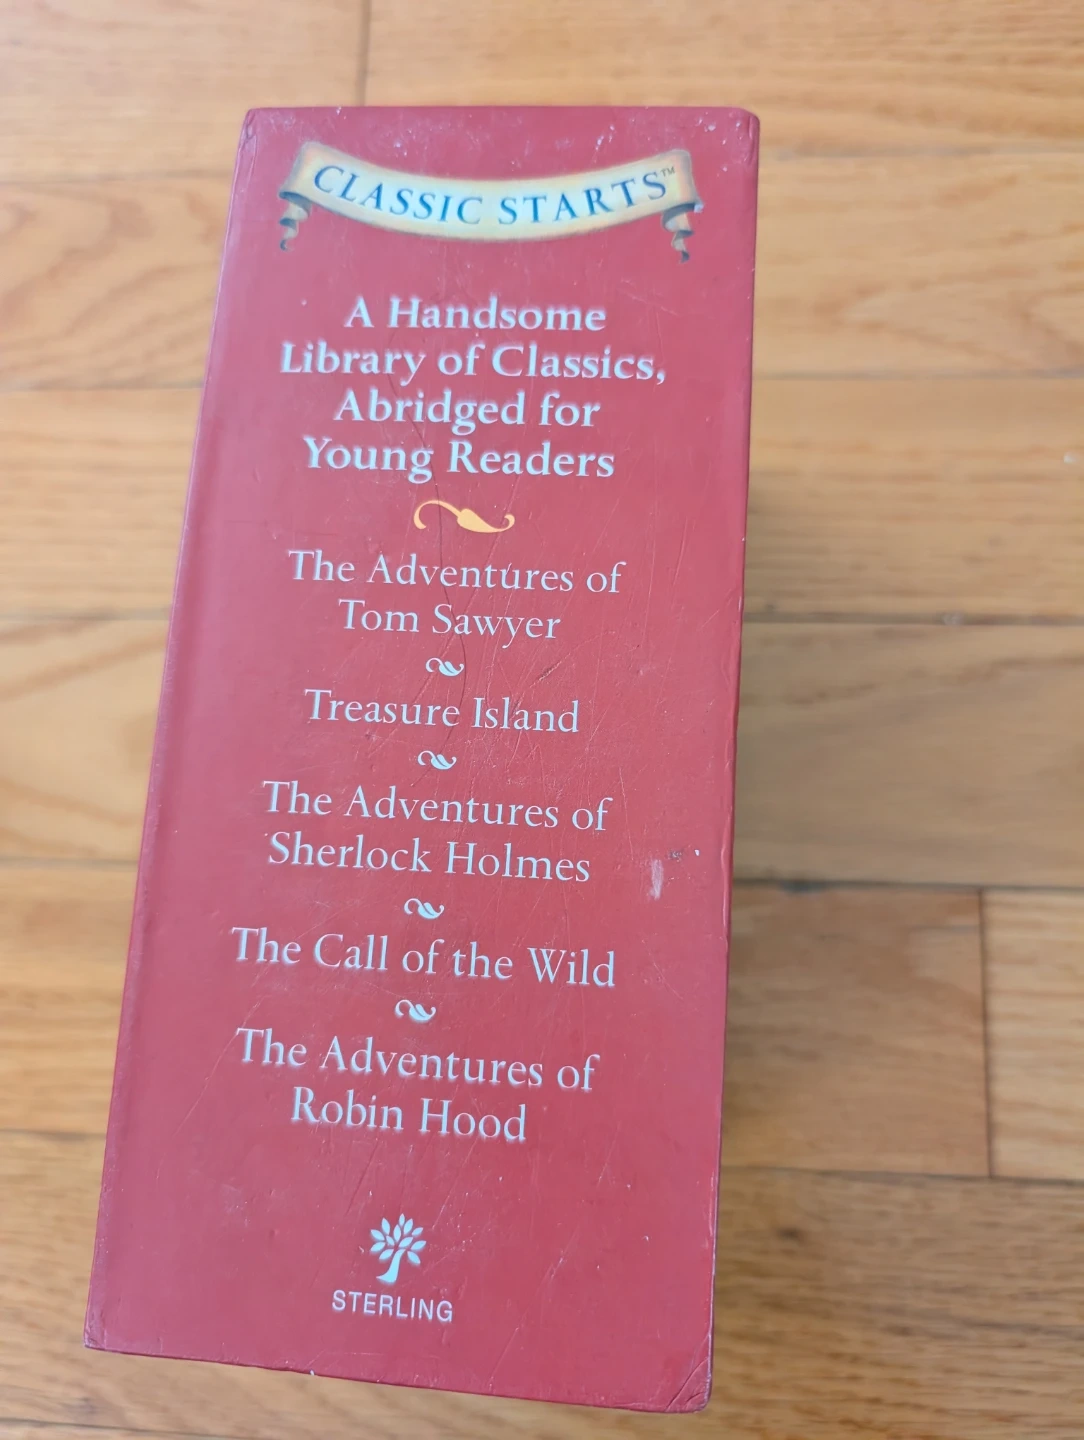 CLASSIC STARTS™
A Handsome
Library of Classics,
Abridged for
Young Readers
The Adventures of
Tom Sawyer
Treasure Island
The Adventures of
Sherlock Holmes
The Call of the Wild
The Adventures of
Robin Hood
STERLING